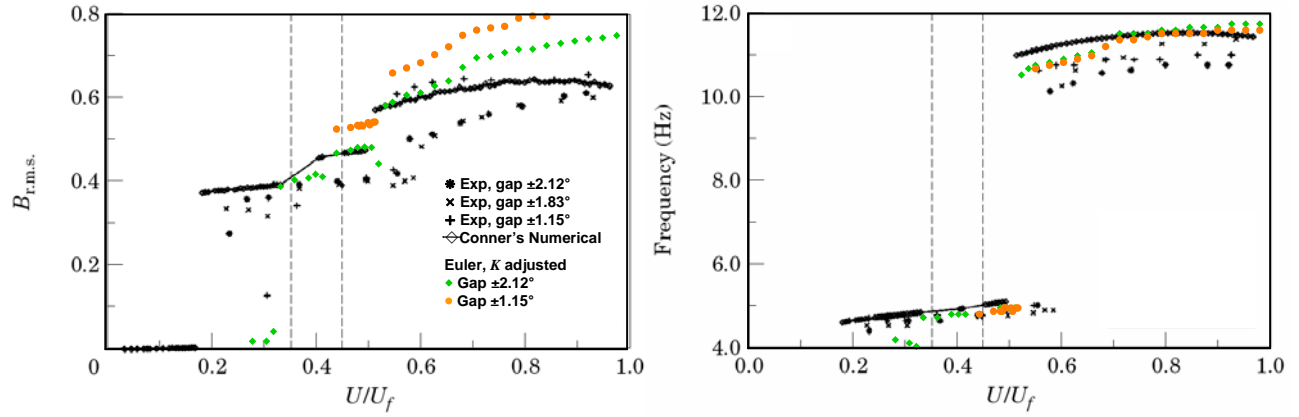 0.8
0.6
0.4
0.2
0
0.2
0.4
0.6
0.8
1.0
B r.m.s.
U/U_f
Exp, gap ±2.12°
Exp, gap ±1.83°
Exp, gap ±1.15°
Conner's Numerical
Euler, K adjusted
Gap ±2.12°
Gap ±1.15°
12.0
10.0
8.0
6.0
4.0
0.0
0.2
0.4
0.6
0.8
1.0
Frequency (Hz)
U/U_f